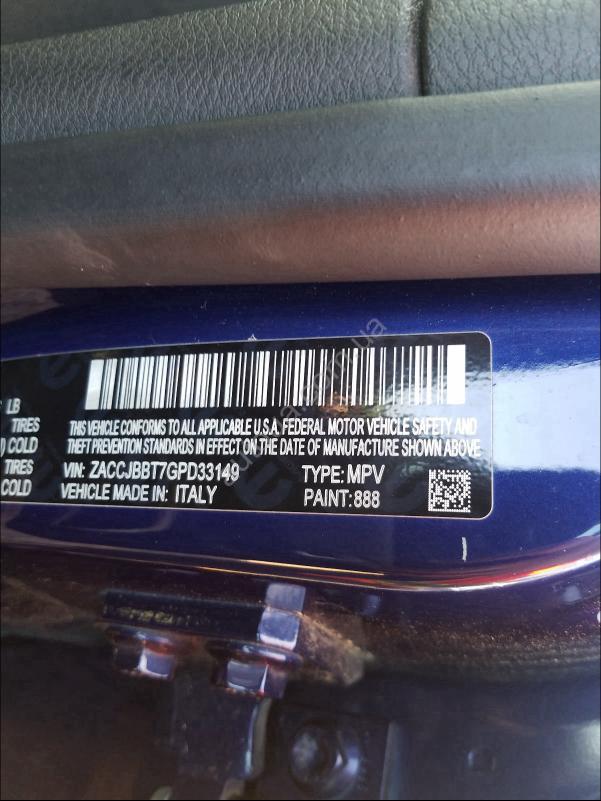 LB
TIRES
COLD
TIRES
COLD
THIS VEHICLE CONFORMS TO ALL APPLICABLE U.S.A. FEDERAL MOTOR VEHICLE SAFETY AND
THEFT PREVENTION STANDARDS IN EFFECT ON THE DATE OF MANUFACTURE SHOWN ABOVE
VIN: ZACCJBBT7GPD33149 TYPE: MPV
VEHICLE MADE IN: ITALY PAINT: 888